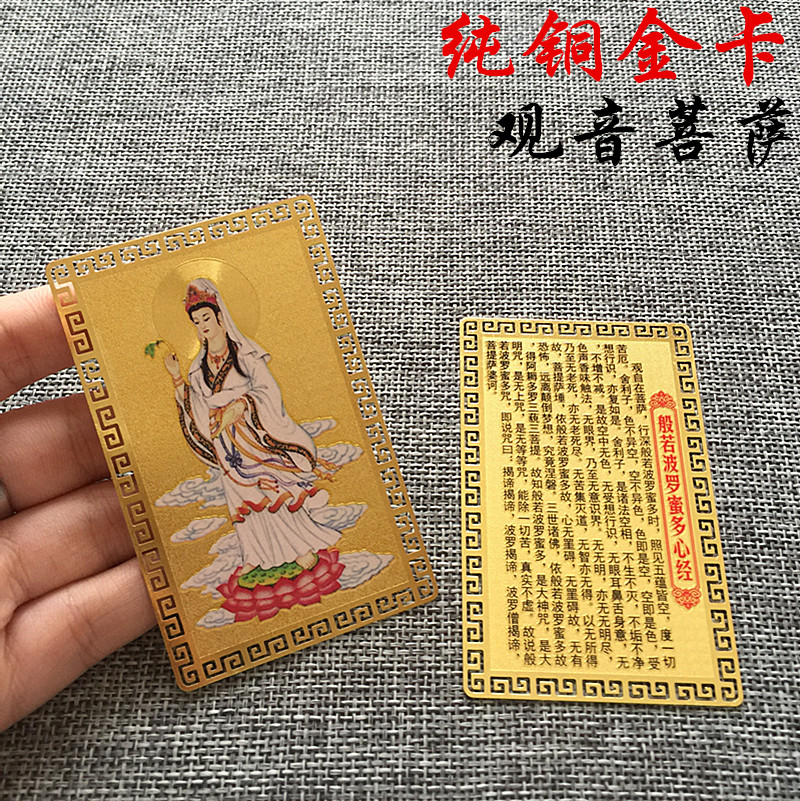 纯铜金卡
观音菩萨
般若波罗蜜多心经
观自在菩萨，行深般若波罗蜜多时，照见五蕴皆空，度一切
苦厄。舍利子，色不异空，空不异色，色即是空，空即是色，受
想行识，亦复如是。舍利子，是诸法空相，不生不灭，不垢不净
，不增不减。是故空中无色，无受想行识，无眼耳鼻舌身意，无
色声香味触法，无眼界，乃至无意识界，无无明，亦无无明尽，
乃至无老死，亦无老死尽。无苦集灭道，无智亦无得。以无所得
故，菩提萨埵，依般若波罗蜜多故，心无罣碍，无罣碍故，无有
恐怖，远离颠倒梦想，究竟涅磐。三世诸佛，依般若波罗蜜多故
，得阿耨多罗三藐三菩提。故知般若波罗蜜多，是大神咒，是大
明咒，是无上咒，是无等等咒，能除一切苦，真实不虚。故说般
若波罗蜜多咒，即说咒曰：揭谛揭谛，波罗揭谛，波罗僧揭谛，
菩提萨婆诃。